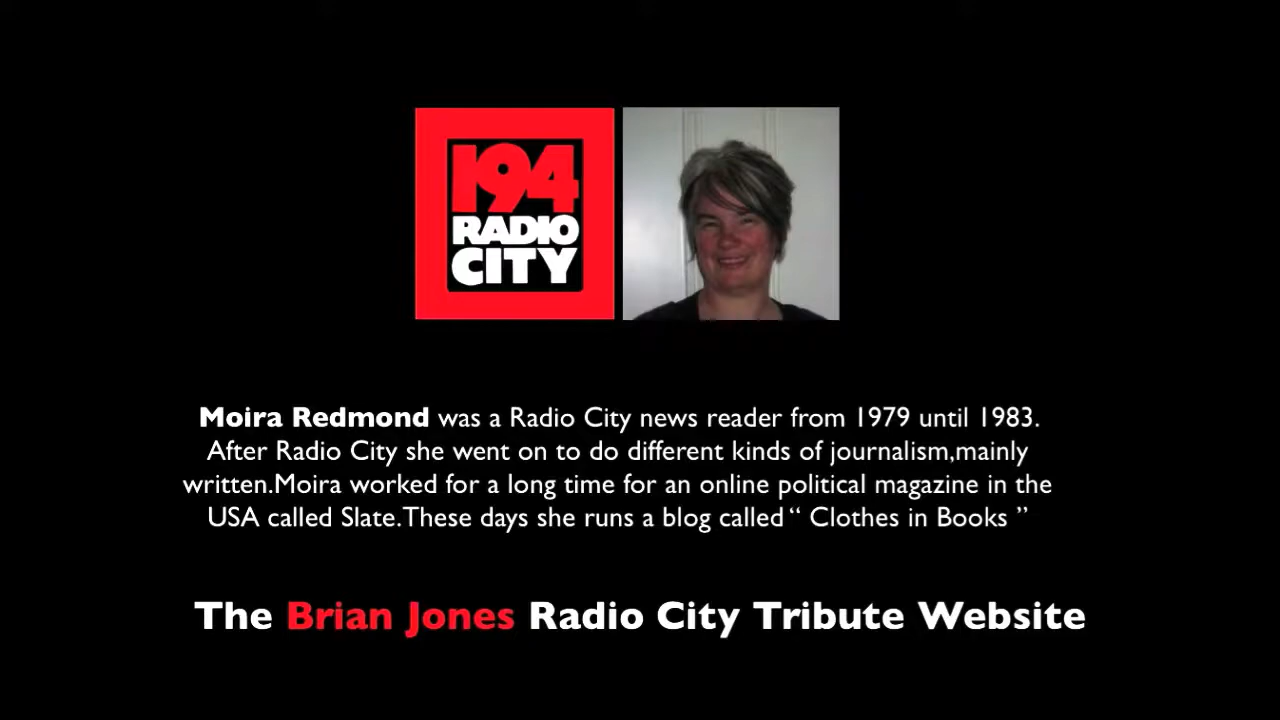 194
RADIO
CITY
Moira Redmond was a Radio City news reader from 1979 until 1983.
After Radio City she went on to do different kinds of journalism,mainly
written.Moira worked for a long time for an online political magazine in the
USA called Slate.These days she runs a blog called “ Clothes in Books ”
The Brian Jones Radio City Tribute Website